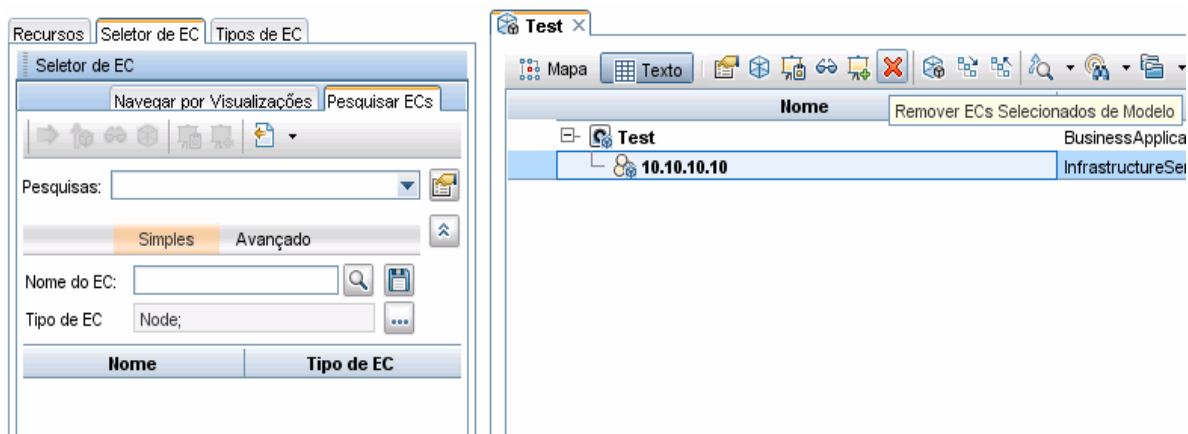 Recursos Seletor de EC Tipos de EC
Seletor de EC
Navegar por Visualizações Pesquisar ECs
Pesquisas:
Simples Avançado
Nome do EC:
Tipo de EC Node;
Nome Tipo de EC
Test
Mapa Texto
Nome
Remover ECs Selecionados de Modelo
Test BusinessApplica
10.10.10.10 InfrastructureSer